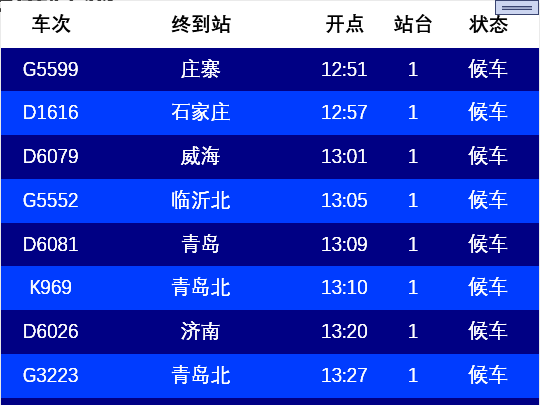 车次 终到站 开点 站台 状态
G5599 庄寨 12:51 1 候车
D1616 石家庄 12:57 1 候车
D6079 威海 13:01 1 候车
G5552 临沂北 13:05 1 候车
D6081 青岛 13:09 1 候车
K969 青岛北 13:10 1 候车
D6026 济南 13:20 1 候车
G3223 青岛北 13:27 1 候车